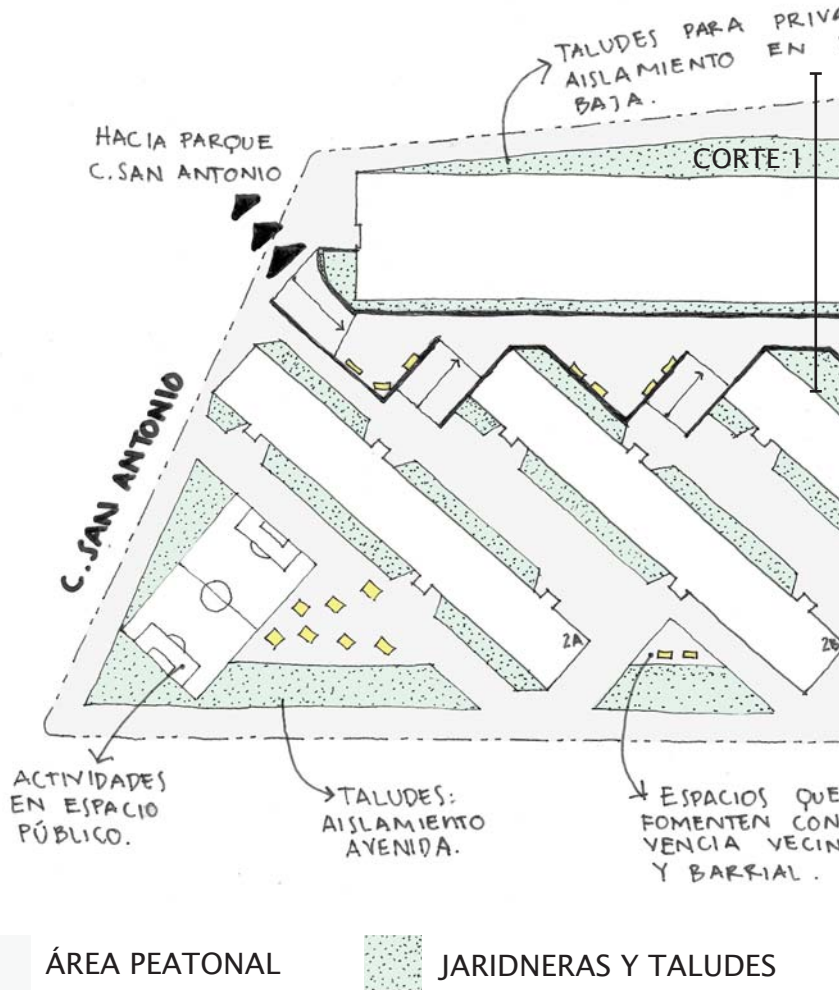 TALUDES PARA PRIVA
AISLAMIENTO EN
BAJA.
HACIA PARQUE
C. SAN ANTONIO
CORTE 1
C. SAN ANTONIO
2A
2B
ACTIVIDADES
EN ESPACIO
PÚBLICO.
TALUDES:
AISLAMIENTO
AVENIDA.
ESPACIOS QUE
FOMENTEN CON
VENCIA VECIN
Y BARRIAL.
ÁREA PEATONAL
JARIDNERAS Y TALUDES